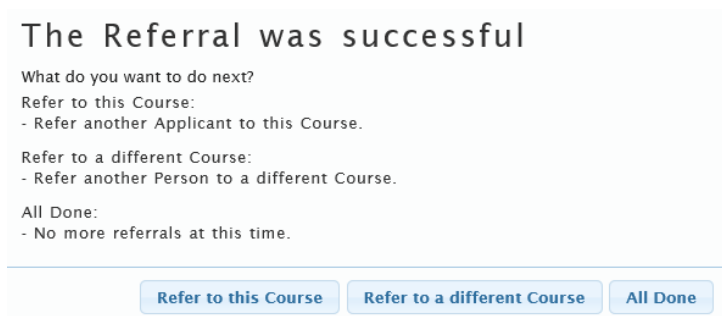 The Referral was successful
What do you want to do next?
Refer to this Course:
- Refer another Applicant to this Course.
Refer to a different Course:
- Refer another Person to a different Course.
All Done:
- No more referrals at this time.
Refer to this Course Refer to a different Course All Done